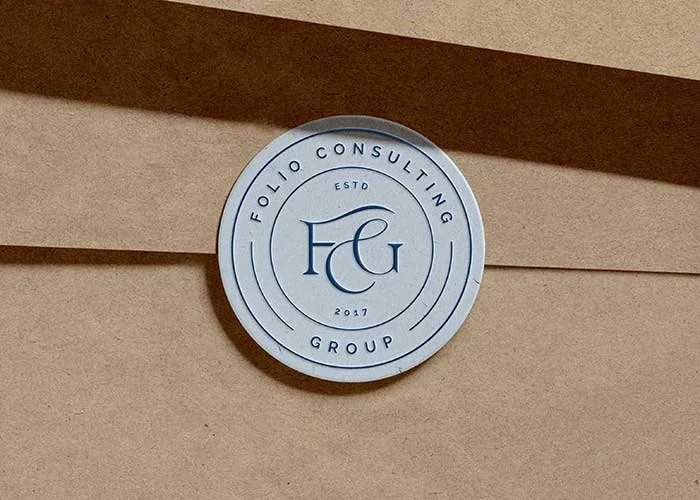 FOLIO CONSULTING
ESTD
FCG
2017
GROUP